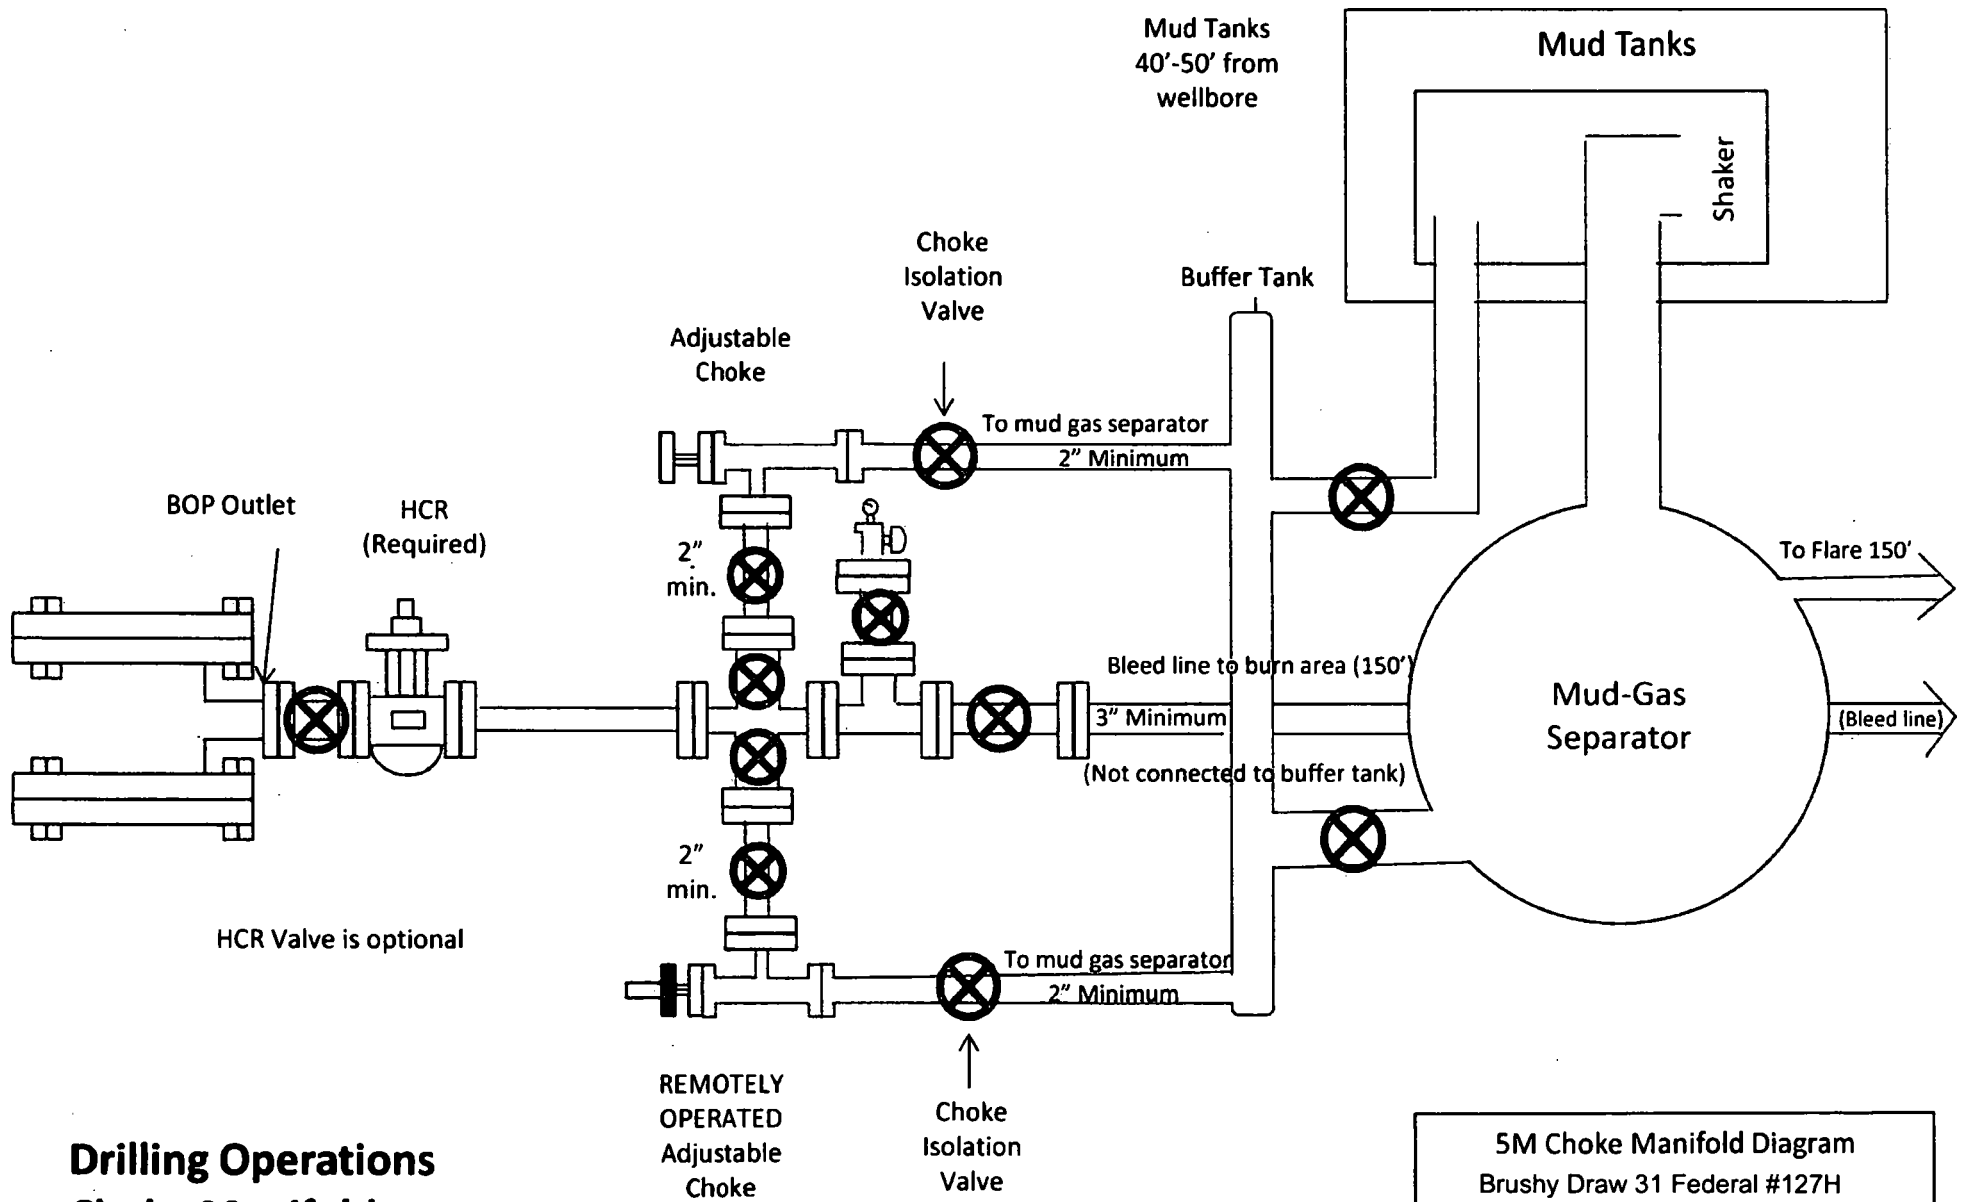 Mud Tanks
40'-50' from
wellbore
Mud Tanks
Shaker
Choke
Isolation
Valve
Buffer Tank
Adjustable
Choke
To mud gas separator
2" Minimum
BOP Outlet
HCR
(Required)
2"
min.
To Flare 150'
Bleed line to burn area (150')
3" Minimum
Mud-Gas
Separator
(Bleed line)
(Not connected to buffer tank)
2"
min.
HCR Valve is optional
To mud gas separator
2" Minimum
REMOTELY
OPERATED
Adjustable
Choke
Choke
Isolation
Valve
Drilling Operations
5M Choke Manifold Diagram
Brushy Draw 31 Federal #127H